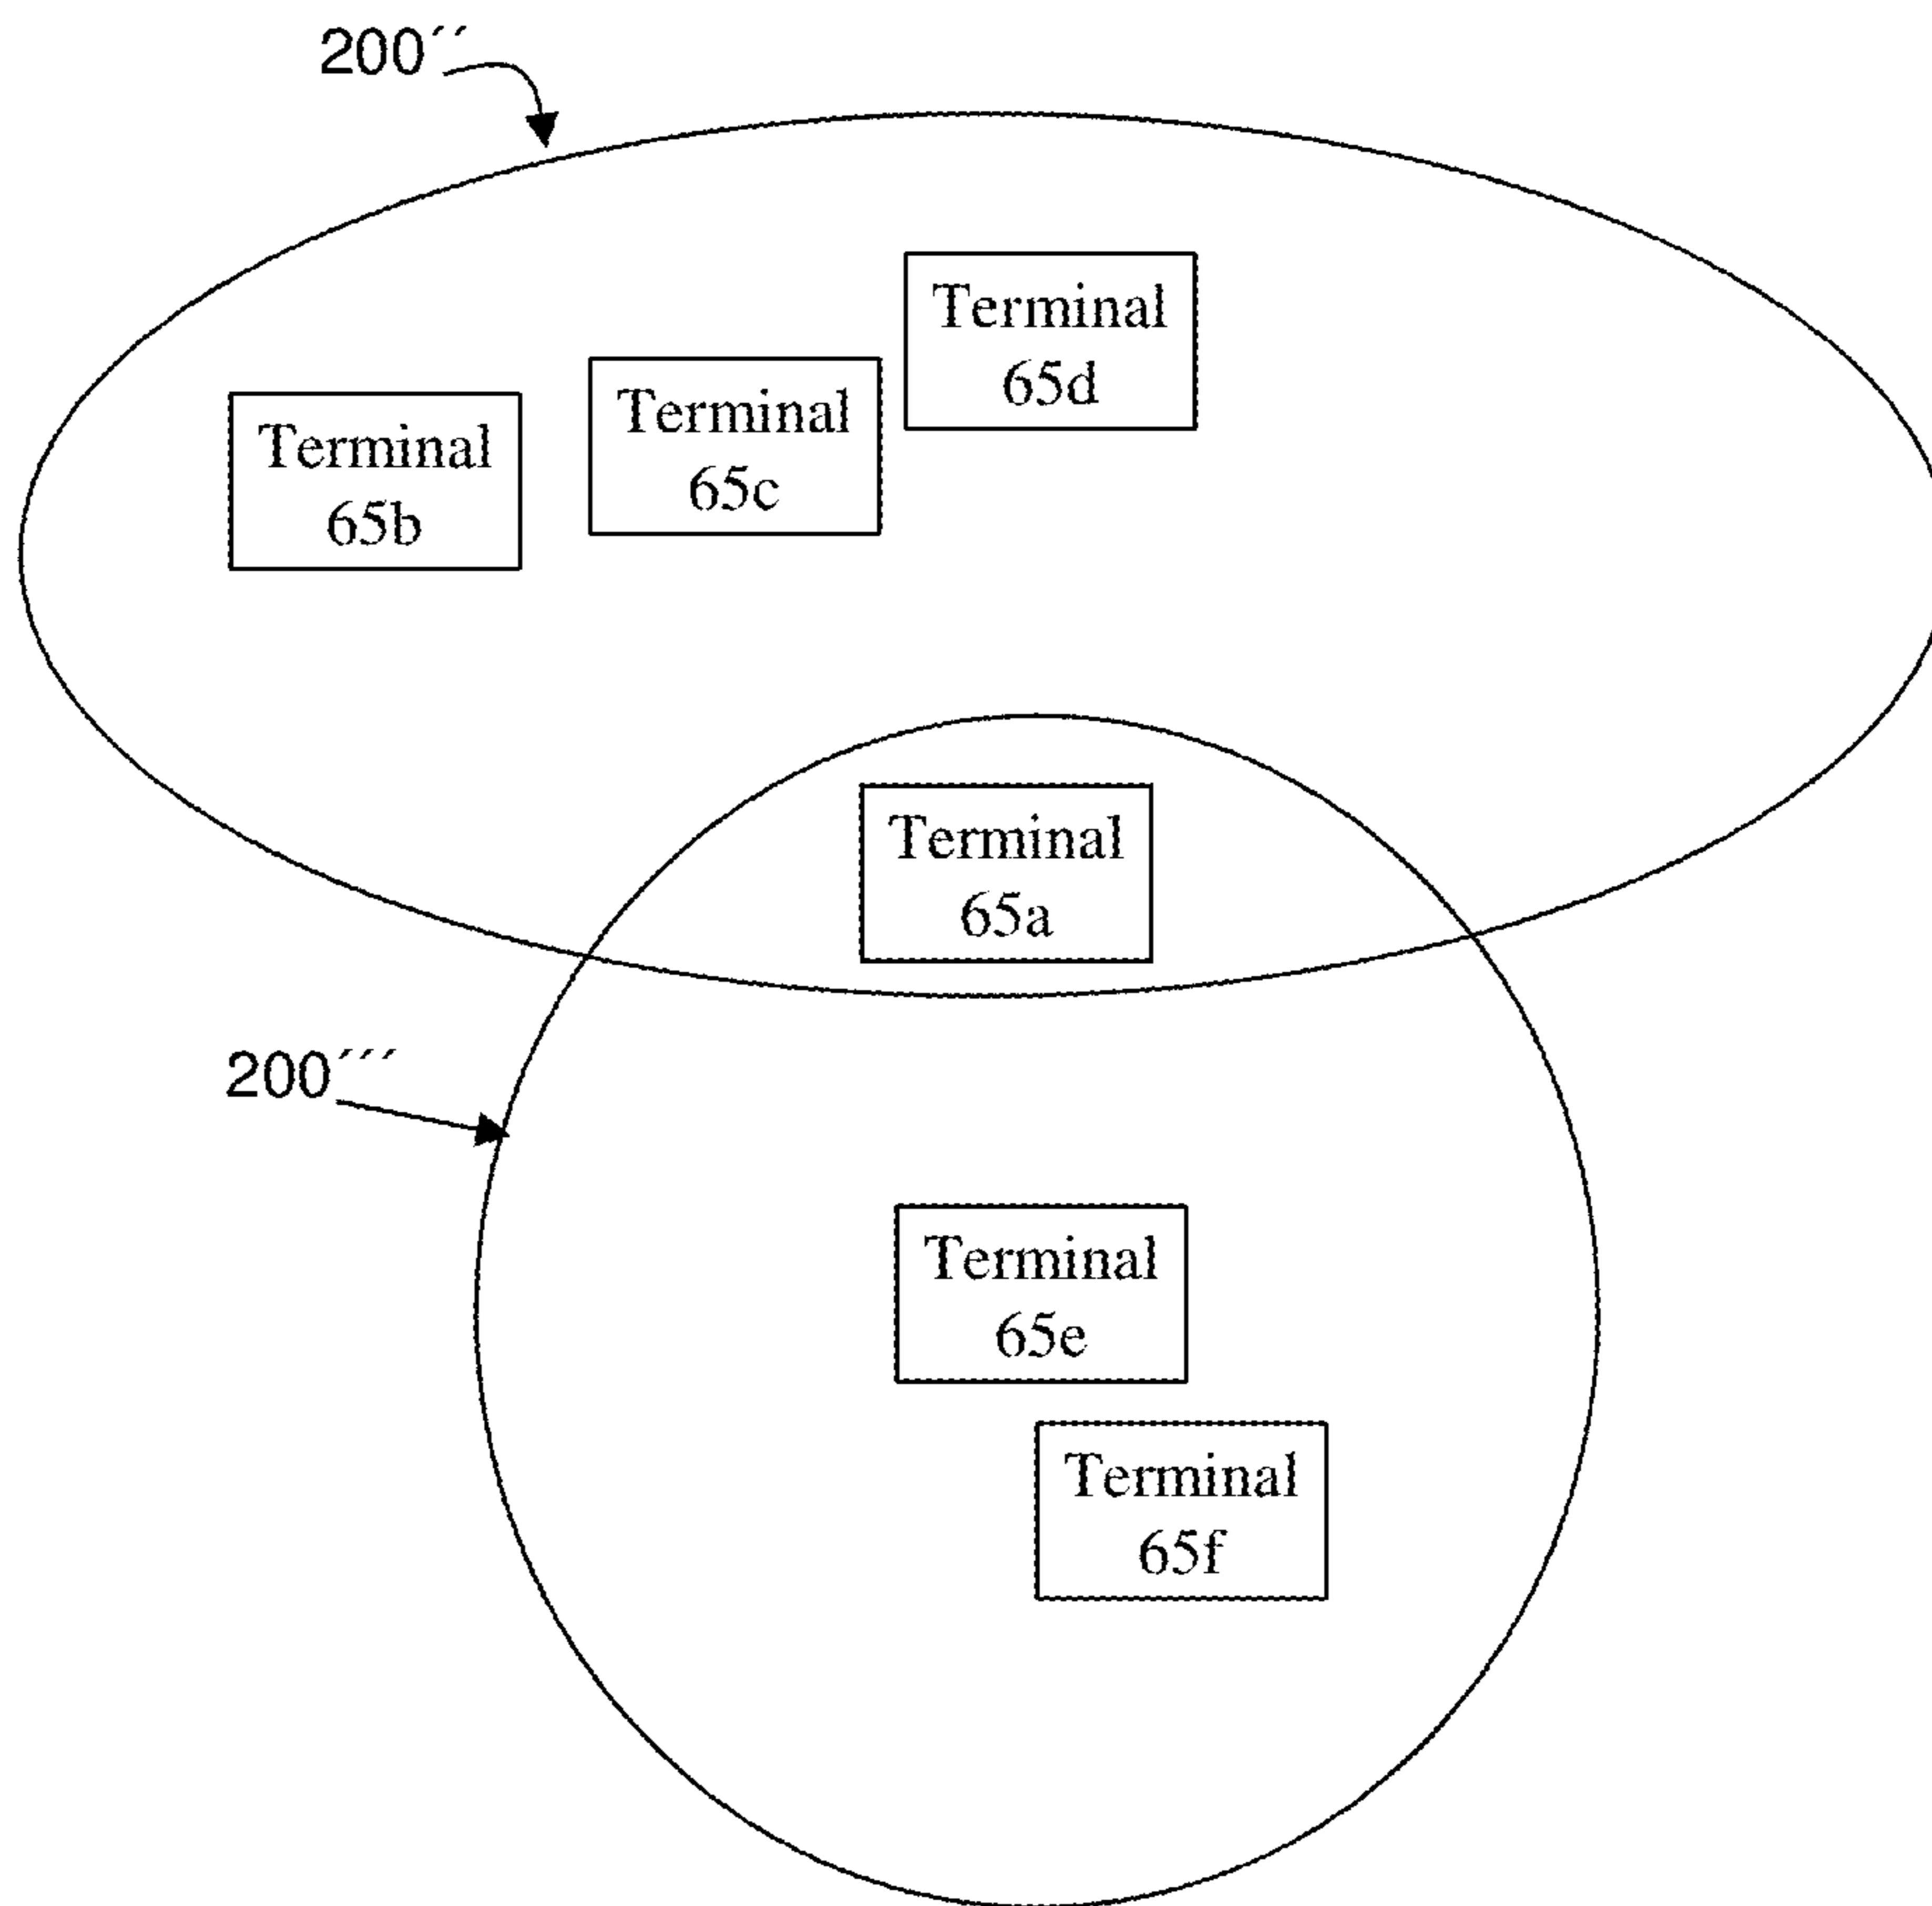 200′′
Terminal
65d
Terminal
65c
Terminal
65b
Terminal
65a
200′′′
Terminal
65e
Terminal
65f